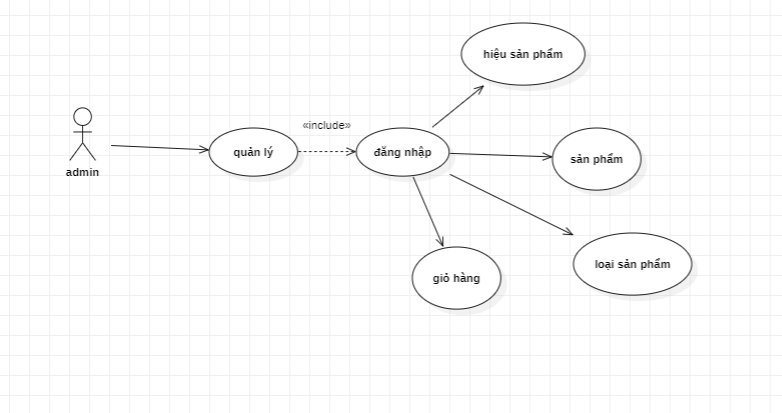 hiệu sản phẩm
«include»
quản lý
đăng nhập
sản phẩm
admin
loại sản phẩm
giỏ hàng